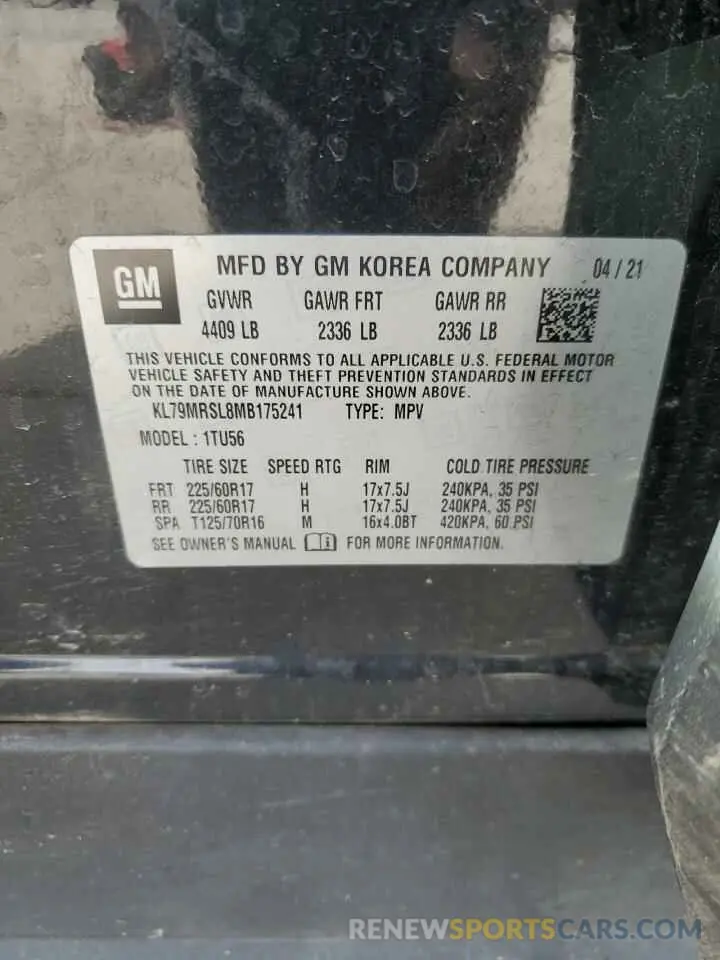 GM MFD BY GM KOREA COMPANY 04 / 21
GVWR GAWR FRT GAWR RR
4409 LB 2336 LB 2336 LB
THIS VEHICLE CONFORMS TO ALL APPLICABLE U.S. FEDERAL MOTOR
VEHICLE SAFETY AND THEFT PREVENTION STANDARDS IN EFFECT
ON THE DATE OF MANUFACTURE SHOWN ABOVE.
KL79MRSL8MB175241 TYPE: MPV
MODEL : 1TU56
TIRE SIZE SPEED RTG RIM COLD TIRE PRESSURE
FRT 225/60R17 H 17x7.5J 240KPA, 35 PSI
RR 225/60R17 H 17x7.5J 240KPA, 35 PSI
SPA T125/70R16 M 16x4.0BT 420KPA, 60 PSI
SEE OWNER'S MANUAL FOR MORE INFORMATION.
RENEWSPORTSCARS.COM